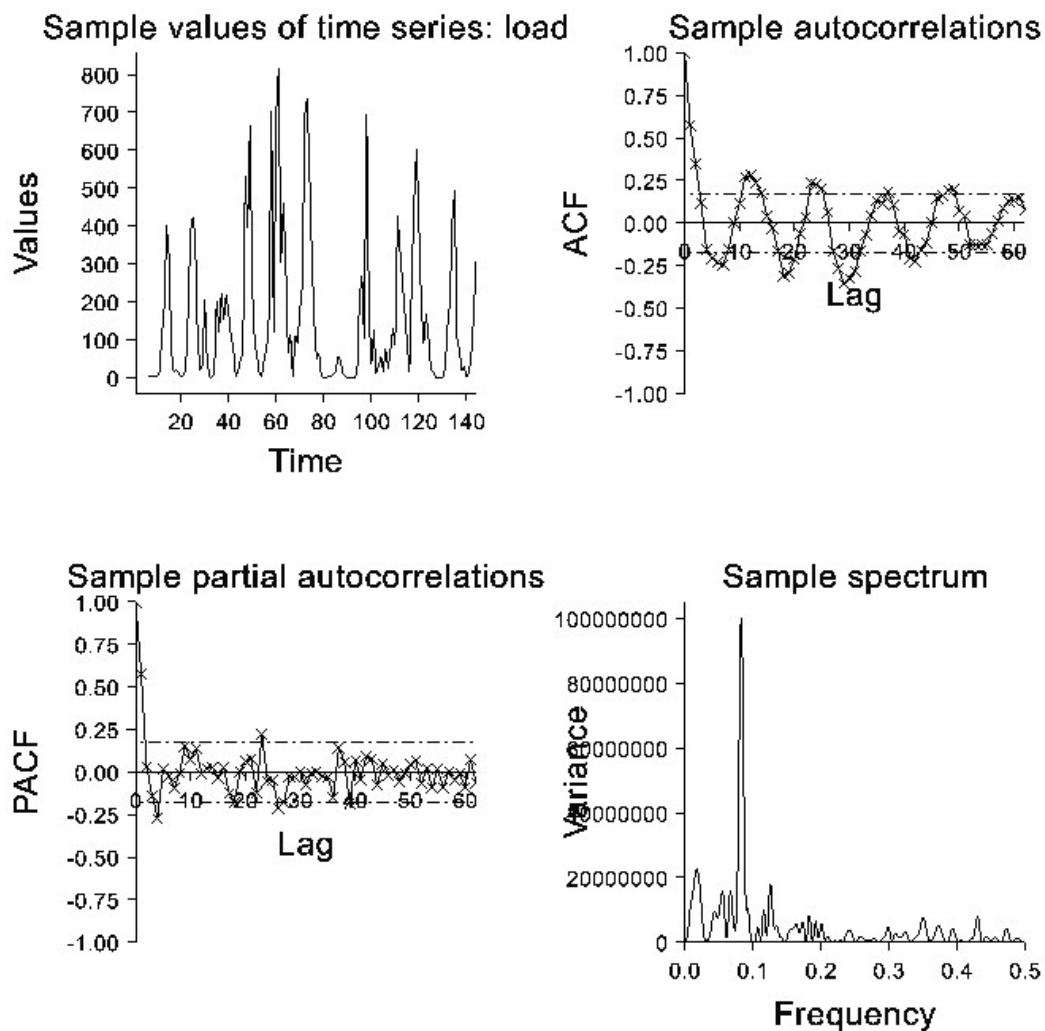 Sample values of time series: load
800
700
600
500
400
300
200
100
0
Values
20 40 60 80 100 120 140
Time
Sample autocorrelations
1.00
0.75
0.50
0.25
0.00
-0.25
-0.50
-0.75
-1.00
ACF
0 10 20 30 40 50 60
Lag
Sample partial autocorrelations
1.00
0.75
0.50
0.25
0.00
-0.25
-0.50
-0.75
-1.00
PACF
0 10 20 30 40 50 60
Lag
Sample spectrum
100000000
80000000
60000000
40000000
20000000
0
Variance
0.0 0.1 0.2 0.3 0.4 0.5
Frequency